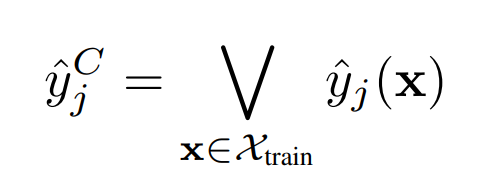 ŷ_j^C = ⋁_{x∈𝒳_train} ŷ_j(x)